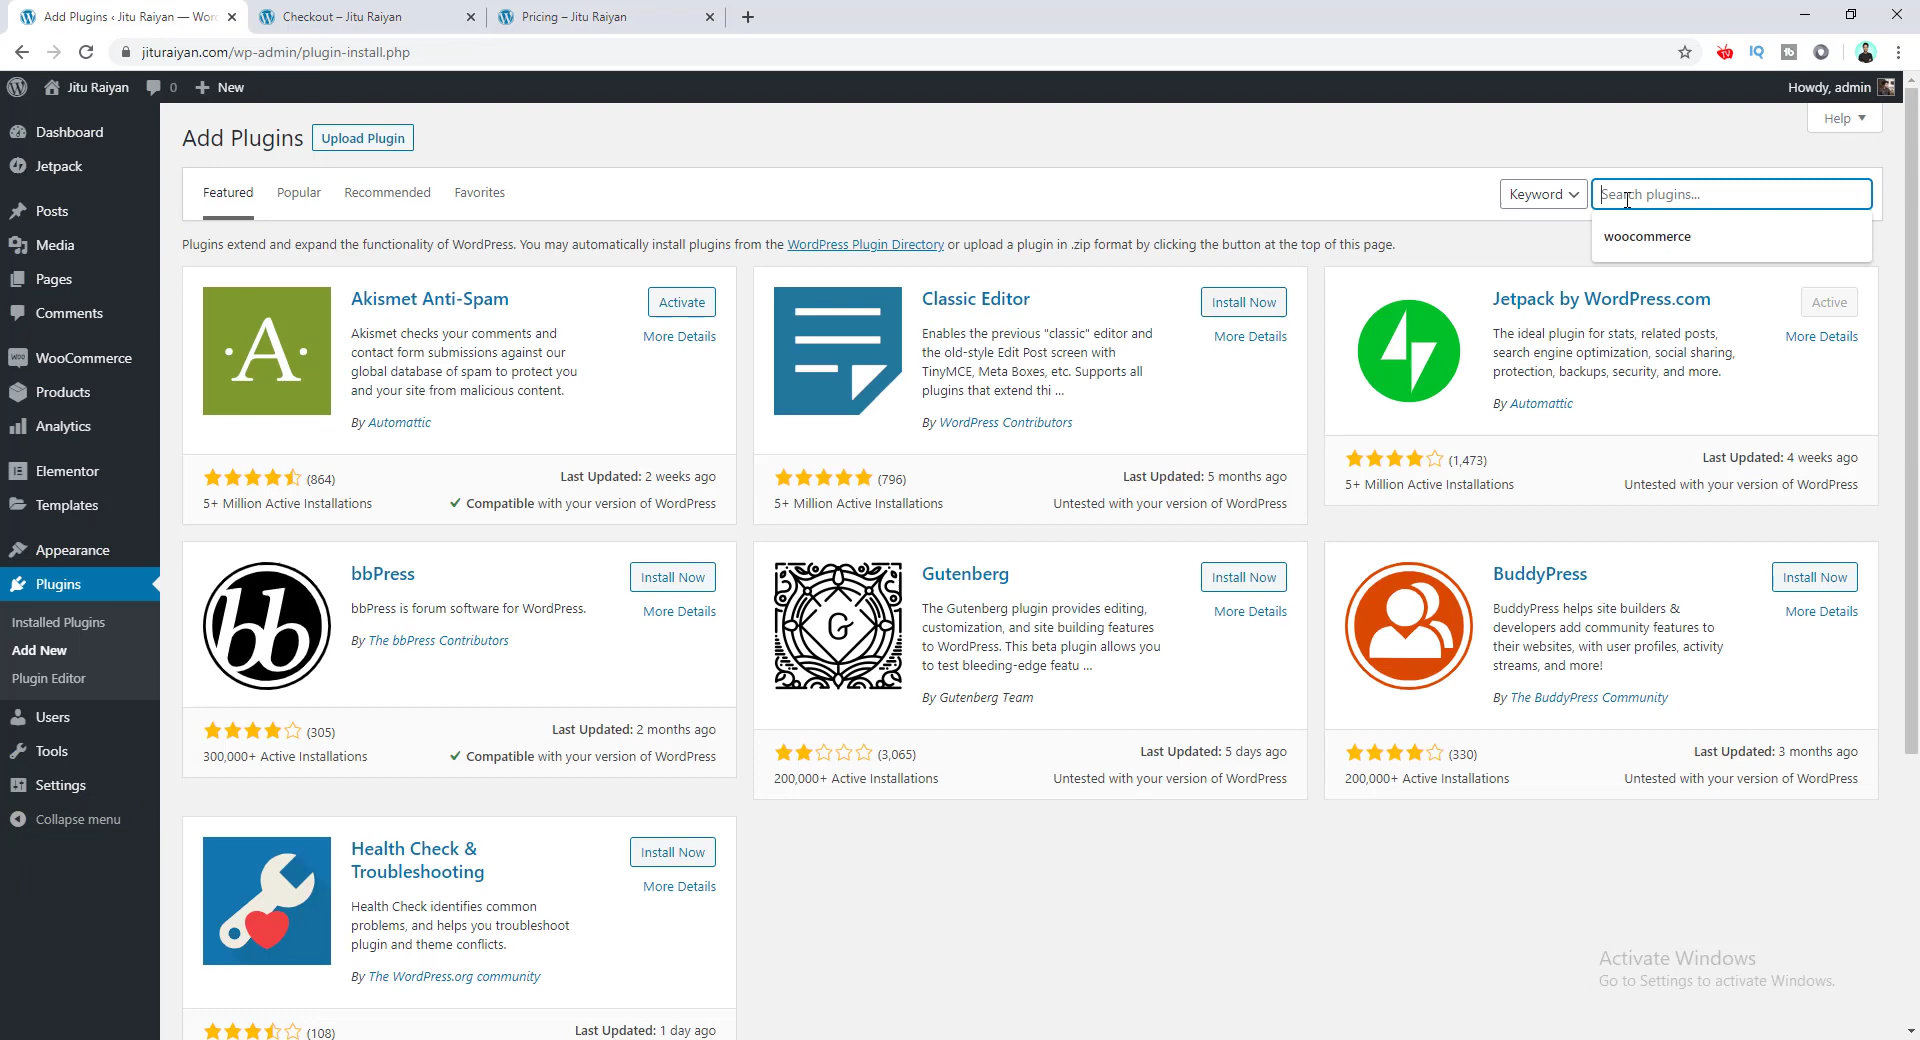 Add Plugins ‹ Jitu Raiyan — Wor
Checkout – Jitu Raiyan
Pricing – Jitu Raiyan
jituraiyan.com/wp-admin/plugin-install.php
Jitu Raiyan
0
New
Howdy, admin
Dashboard
Jetpack
Posts
Media
Pages
Comments
WooCommerce
Products
Analytics
Elementor
Templates
Appearance
Plugins
Installed Plugins
Add New
Plugin Editor
Users
Tools
Settings
Collapse menu
Add Plugins
Upload Plugin
Help
Featured
Popular
Recommended
Favorites
Keyword
Search plugins...
woocommerce
Plugins extend and expand the functionality of WordPress. You may automatically install plugins from the WordPress Plugin Directory or upload a plugin in .zip format by clicking the button at the top of this page.
Akismet Anti-Spam
Activate
More Details
Akismet checks your comments and
contact form submissions against our
global database of spam to protect you
and your site from malicious content.
By Automattic
(864)
Last Updated: 2 weeks ago
5+ Million Active Installations
Compatible with your version of WordPress
Classic Editor
Install Now
More Details
Enables the previous "classic" editor and
the old-style Edit Post screen with
TinyMCE, Meta Boxes, etc. Supports all
plugins that extend thi ...
By WordPress Contributors
(796)
Last Updated: 5 months ago
5+ Million Active Installations
Untested with your version of WordPress
Jetpack by WordPress.com
Active
More Details
The ideal plugin for stats, related posts,
search engine optimization, social sharing,
protection, backups, security, and more.
By Automattic
(1,473)
Last Updated: 4 weeks ago
5+ Million Active Installations
Untested with your version of WordPress
bbPress
Install Now
More Details
bbPress is forum software for WordPress.
By The bbPress Contributors
(305)
Last Updated: 2 months ago
300,000+ Active Installations
Compatible with your version of WordPress
Gutenberg
Install Now
More Details
The Gutenberg plugin provides editing,
customization, and site building features
to WordPress. This beta plugin allows you
to test bleeding-edge featu ...
By Gutenberg Team
(3,065)
Last Updated: 5 days ago
200,000+ Active Installations
Untested with your version of WordPress
BuddyPress
Install Now
More Details
BuddyPress helps site builders &
developers add community features to
their websites, with user profiles, activity
streams, and more!
By The BuddyPress Community
(330)
Last Updated: 3 months ago
200,000+ Active Installations
Untested with your version of WordPress
Health Check &
Troubleshooting
Install Now
More Details
Health Check identifies common
problems, and helps you troubleshoot
plugin and theme conflicts.
By The WordPress.org community
(108)
Last Updated: 1 day ago
Activate Windows
Go to Settings to activate Windows.